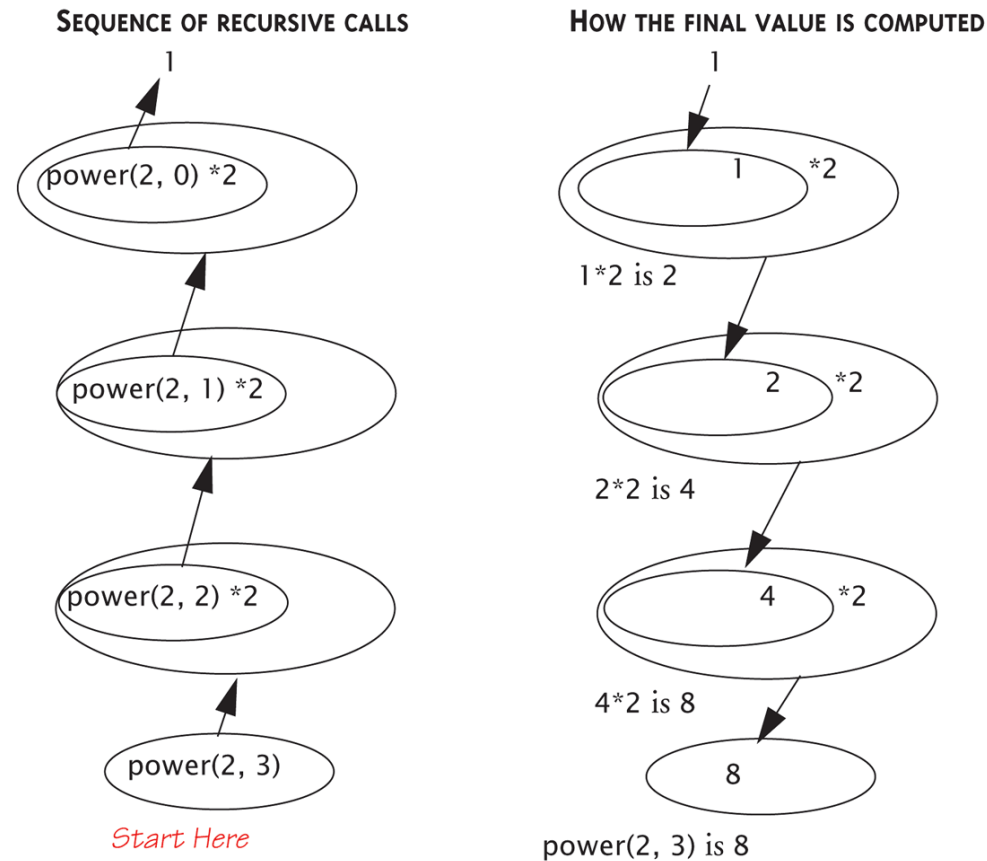 SEQUENCE OF RECURSIVE CALLS
1
power(2, 0) *2
power(2, 1) *2
power(2, 2) *2
power(2, 3)
Start Here
HOW THE FINAL VALUE IS COMPUTED
1
1 *2
1*2 is 2
2 *2
2*2 is 4
4 *2
4*2 is 8
8
power(2, 3) is 8